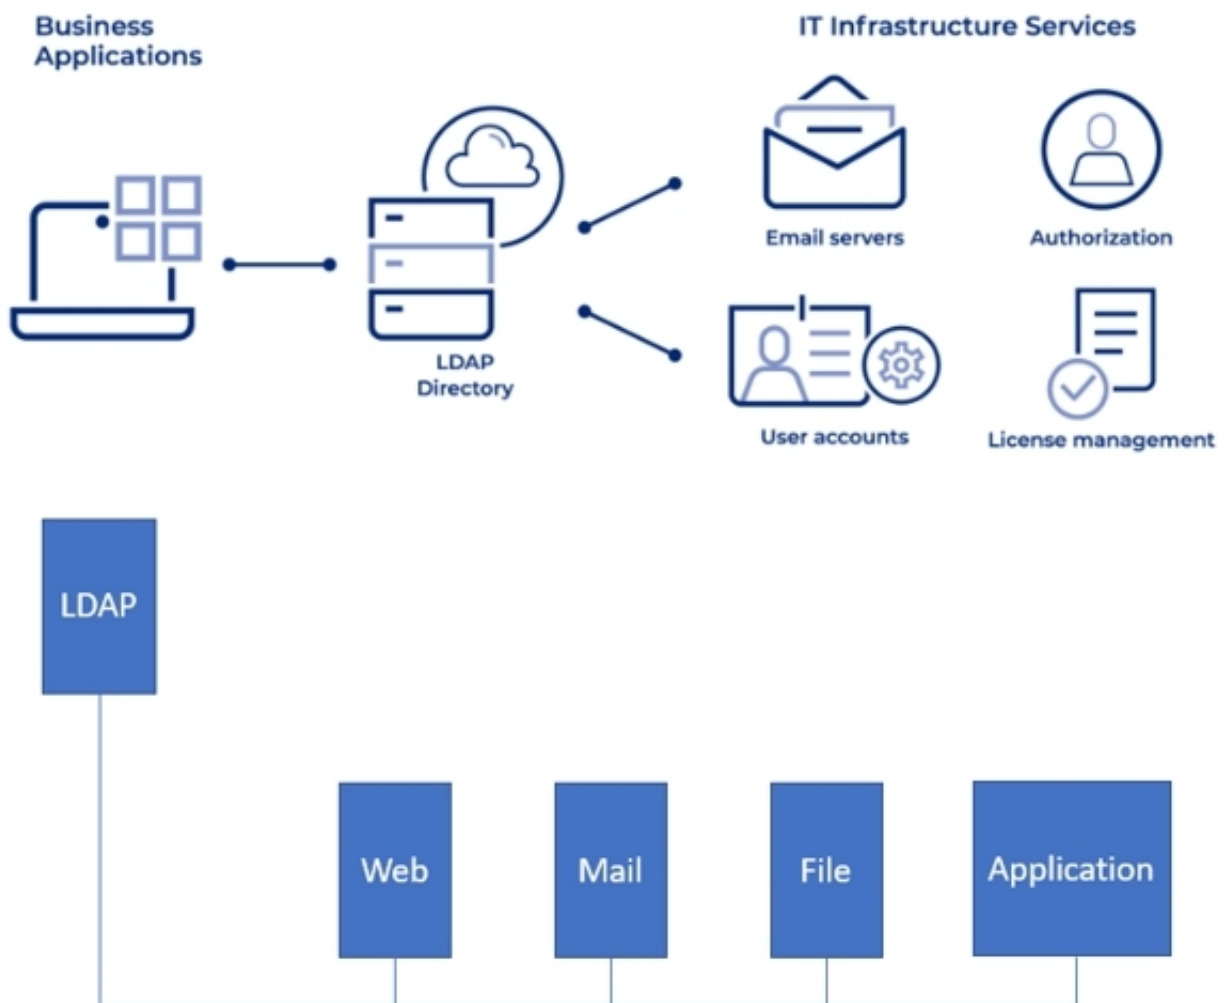 Business
Applications
IT Infrastructure Services
Email servers
Authorization
LDAP
Directory
User accounts
License management
LDAP
Web
Mail
File
Application